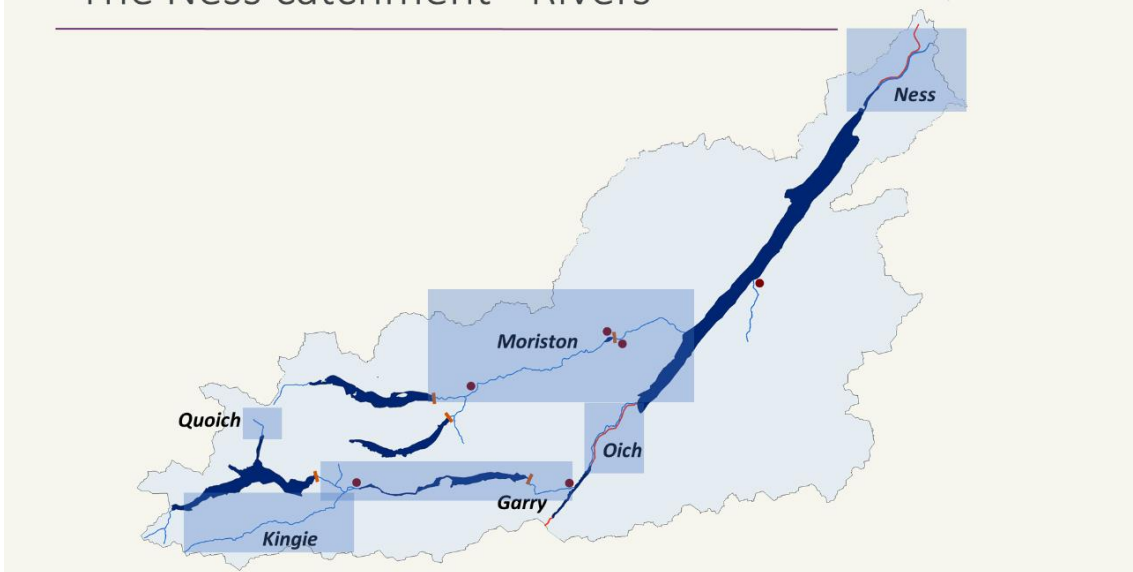 The Ness catchment - Rivers
Ness
Moriston
Quoich
Oich
Garry
Kingie